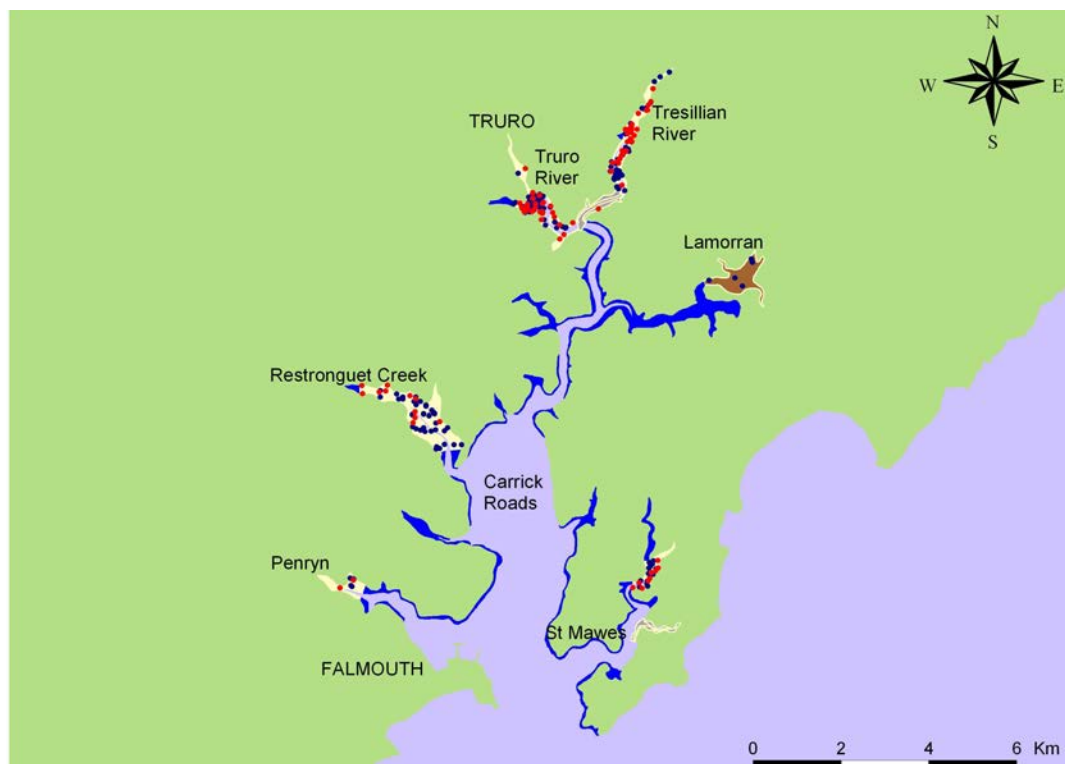 N
W E
S
TRURO
Tresillian
River
Truro
River
Lamorran
Restronguet Creek
Carrick
Roads
Penryn
St Mawes
FALMOUTH
0 2 4 6 Km